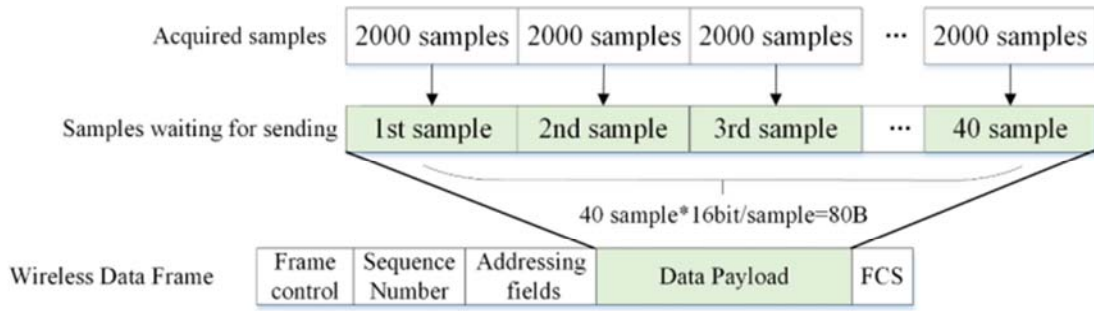 Acquired samples 2000 samples 2000 samples 2000 samples ··· 2000 samples
Samples waiting for sending 1st sample 2nd sample 3rd sample ··· 40 sample
40 sample*16bit/sample=80B
Wireless Data Frame Frame control Sequence Number Addressing fields Data Payload FCS